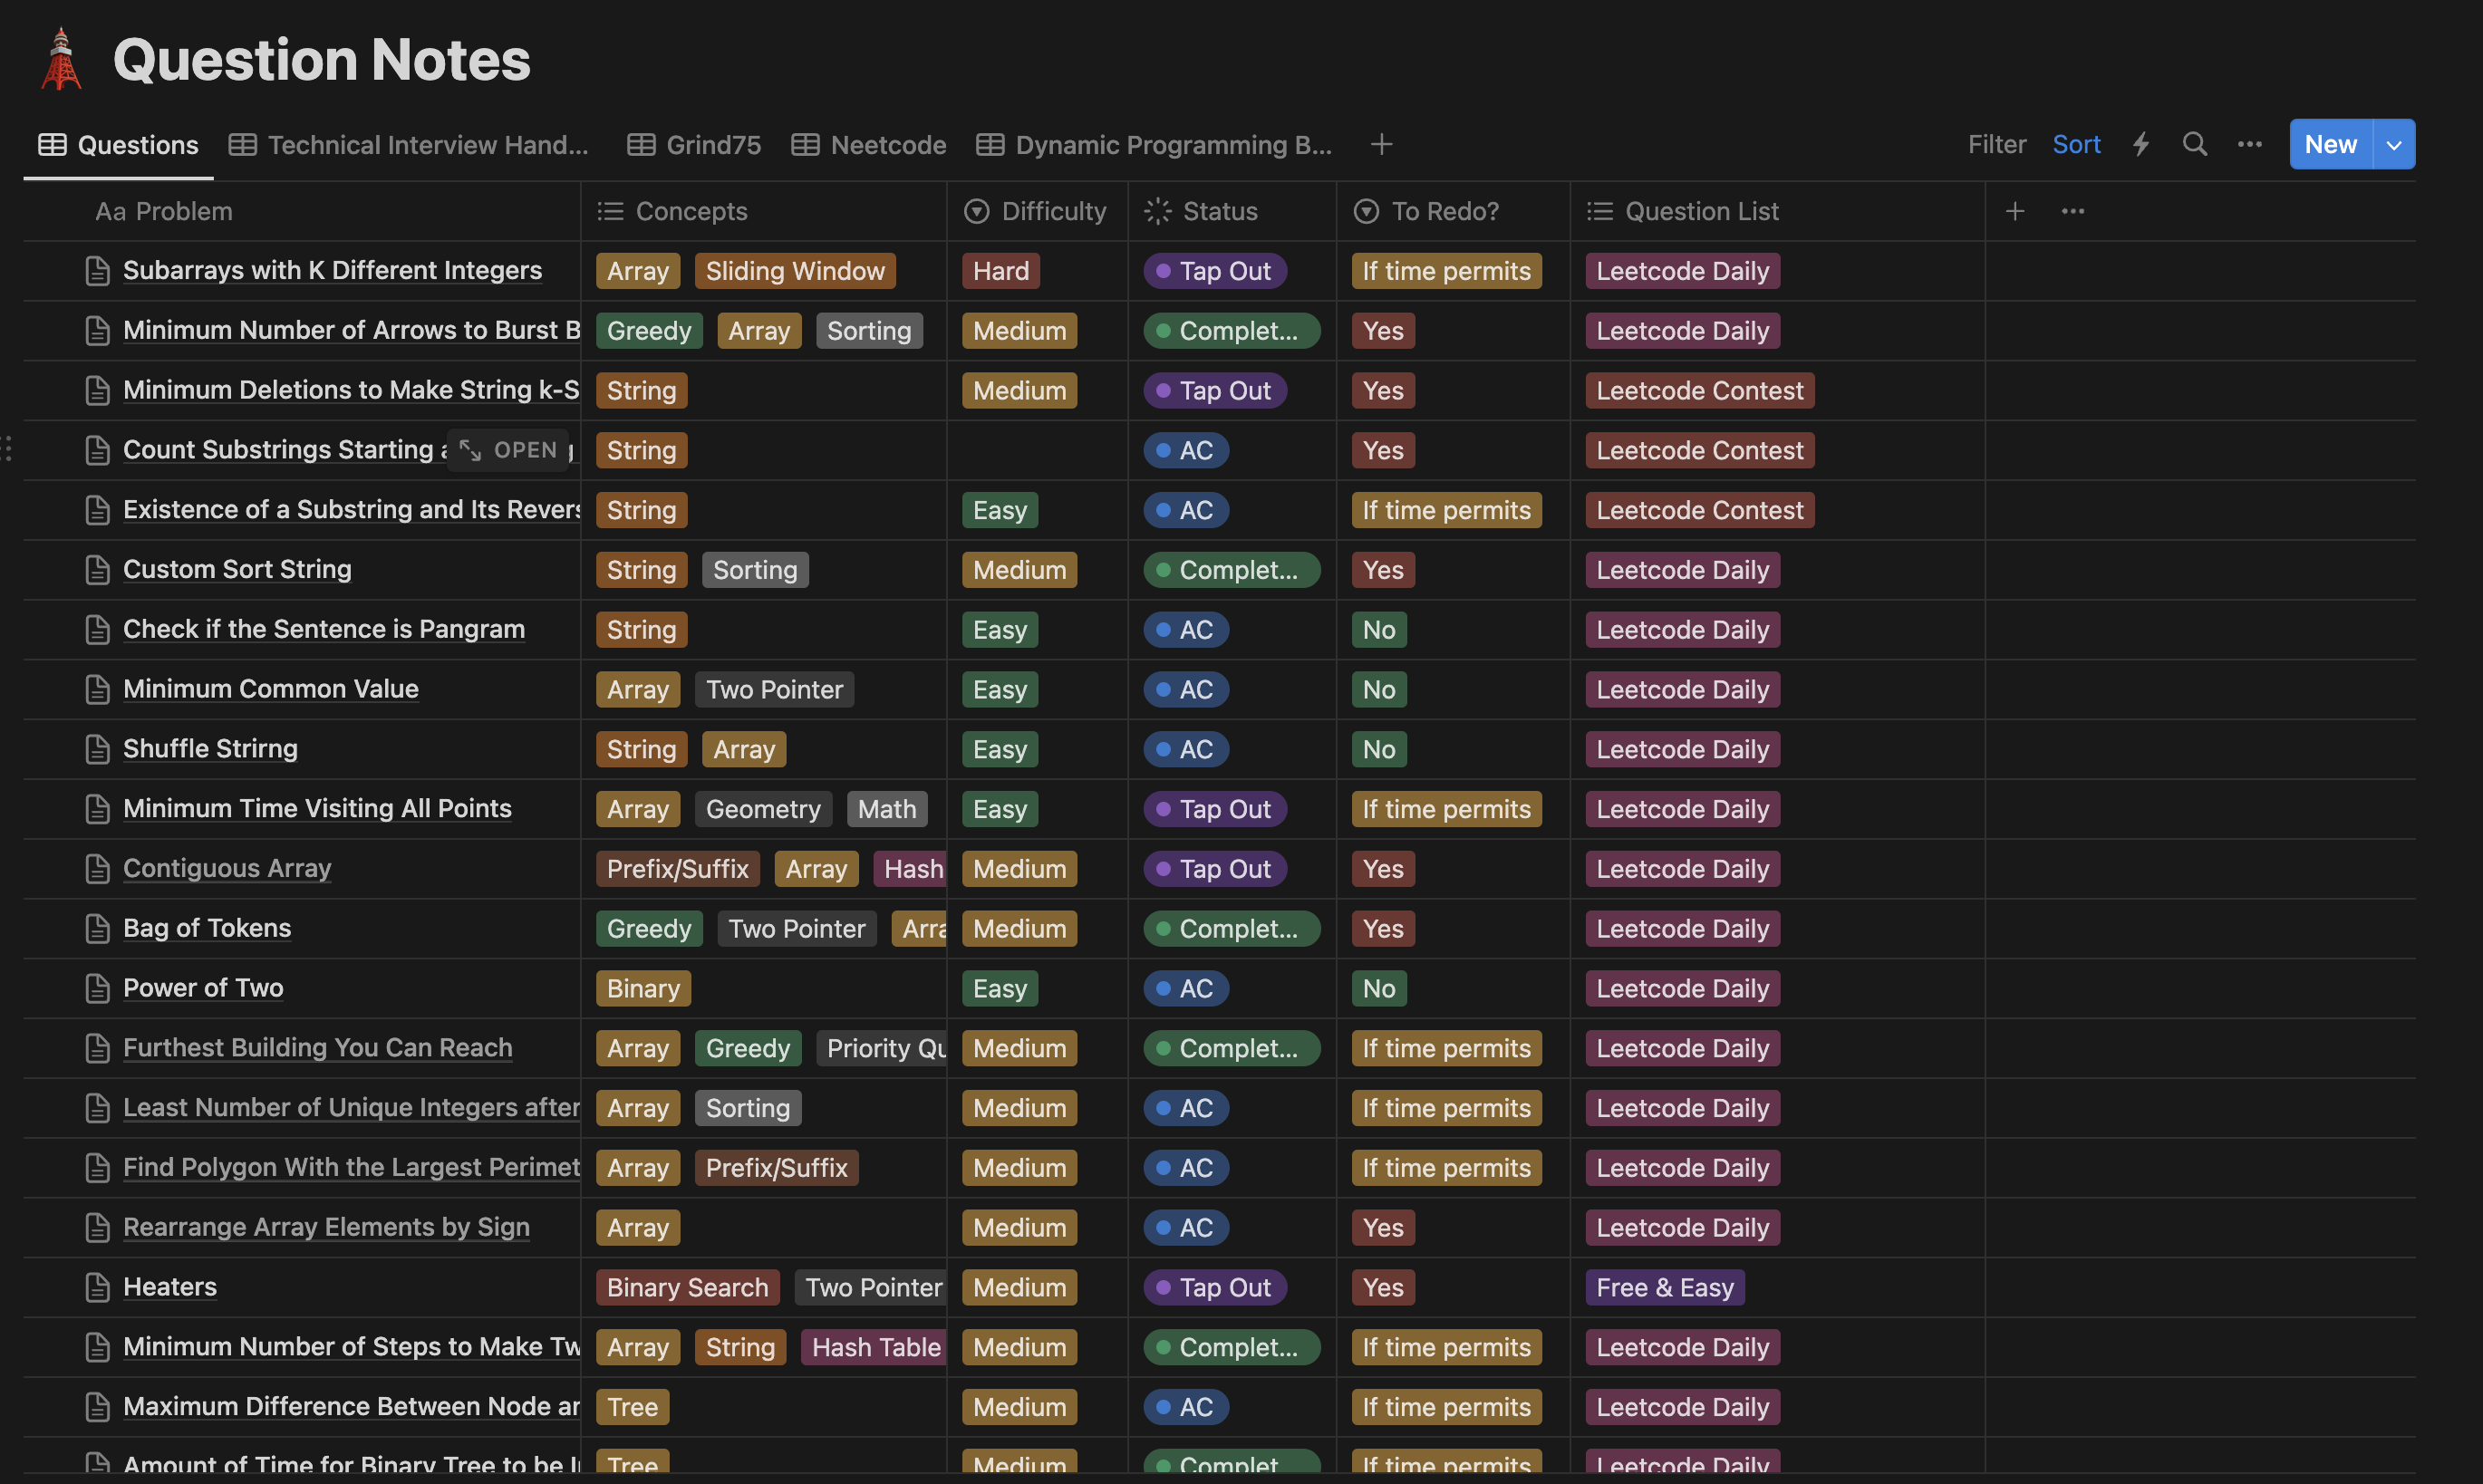 Question Notes
Questions Technical Interview Hand... Grind75 Neetcode Dynamic Programming B... Filter Sort New
Aa Problem Concepts Difficulty Status To Redo? Question List
Subarrays with K Different Integers Array Sliding Window Hard Tap Out If time permits Leetcode Daily
Minimum Number of Arrows to Burst B Greedy Array Sorting Medium Complet... Yes Leetcode Daily
Minimum Deletions to Make String k-S String Medium Tap Out Yes Leetcode Contest
Count Substrings Starting a OPEN String AC Yes Leetcode Contest
Existence of a Substring and Its Revers String Easy AC If time permits Leetcode Contest
Custom Sort String String Sorting Medium Complet... Yes Leetcode Daily
Check if the Sentence is Pangram String Easy AC No Leetcode Daily
Minimum Common Value Array Two Pointer Easy AC No Leetcode Daily
Shuffle Strirng String Array Easy AC No Leetcode Daily
Minimum Time Visiting All Points Array Geometry Math Easy Tap Out If time permits Leetcode Daily
Contiguous Array Prefix/Suffix Array Hash Medium Tap Out Yes Leetcode Daily
Bag of Tokens Greedy Two Pointer Arra Medium Complet... Yes Leetcode Daily
Power of Two Binary Easy AC No Leetcode Daily
Furthest Building You Can Reach Array Greedy Priority Qu Medium Complet... If time permits Leetcode Daily
Least Number of Unique Integers after Array Sorting Medium AC If time permits Leetcode Daily
Find Polygon With the Largest Perimet Array Prefix/Suffix Medium AC If time permits Leetcode Daily
Rearrange Array Elements by Sign Array Medium AC Yes Leetcode Daily
Heaters Binary Search Two Pointer Medium Tap Out Yes Free & Easy
Minimum Number of Steps to Make Tw Array String Hash Table Medium Complet... If time permits Leetcode Daily
Maximum Difference Between Node an Tree Medium AC If time permits Leetcode Daily
Amount of Time for Binary Tree to be I Tree Medium Complet If time permits Leetcode Daily